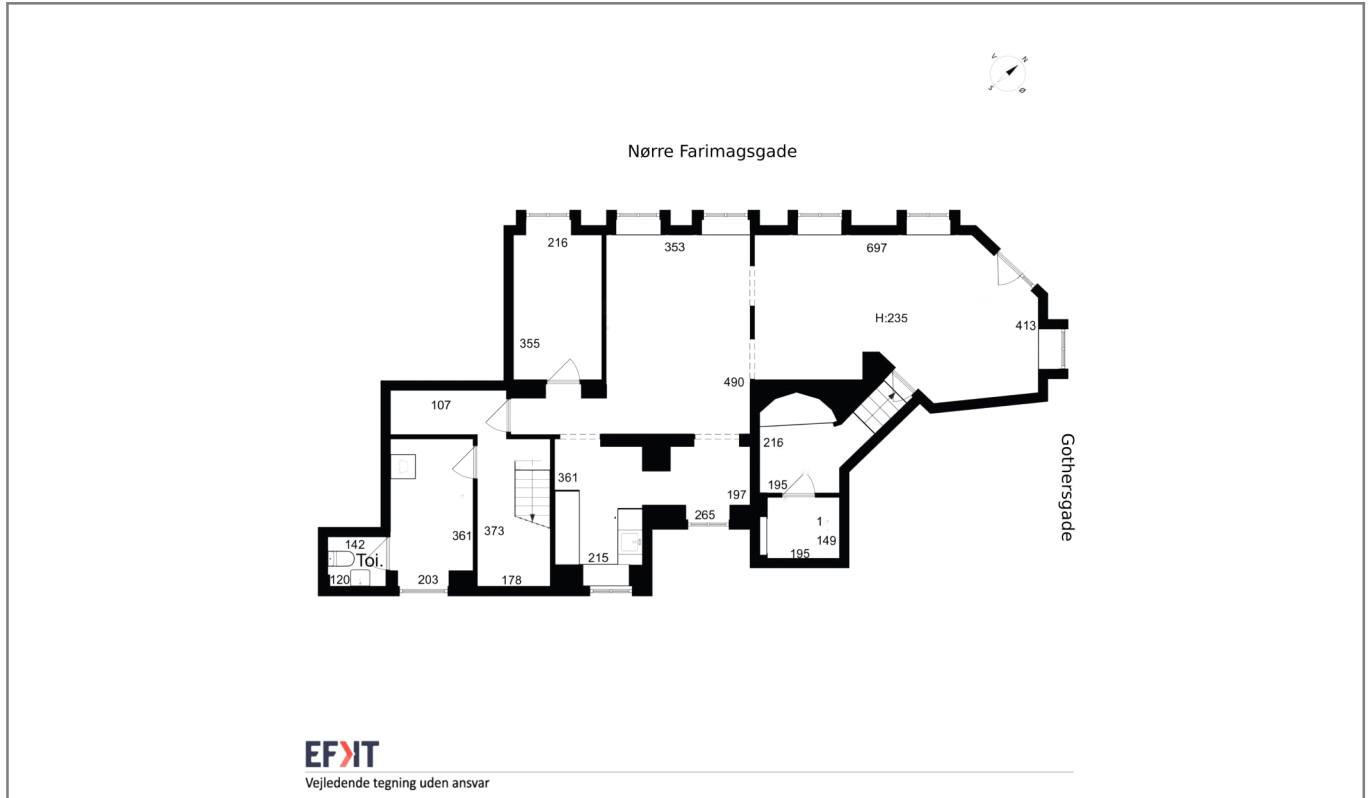 V
N
S
Ø
Nørre Farimagsgade
216
353
697
H:235
413
355
490
107
216
361
195
197
373
361
265
1
149
142
Toi.
215
195
120
203
178
Gothersgade
EFKT
Vejledende tegning uden ansvar